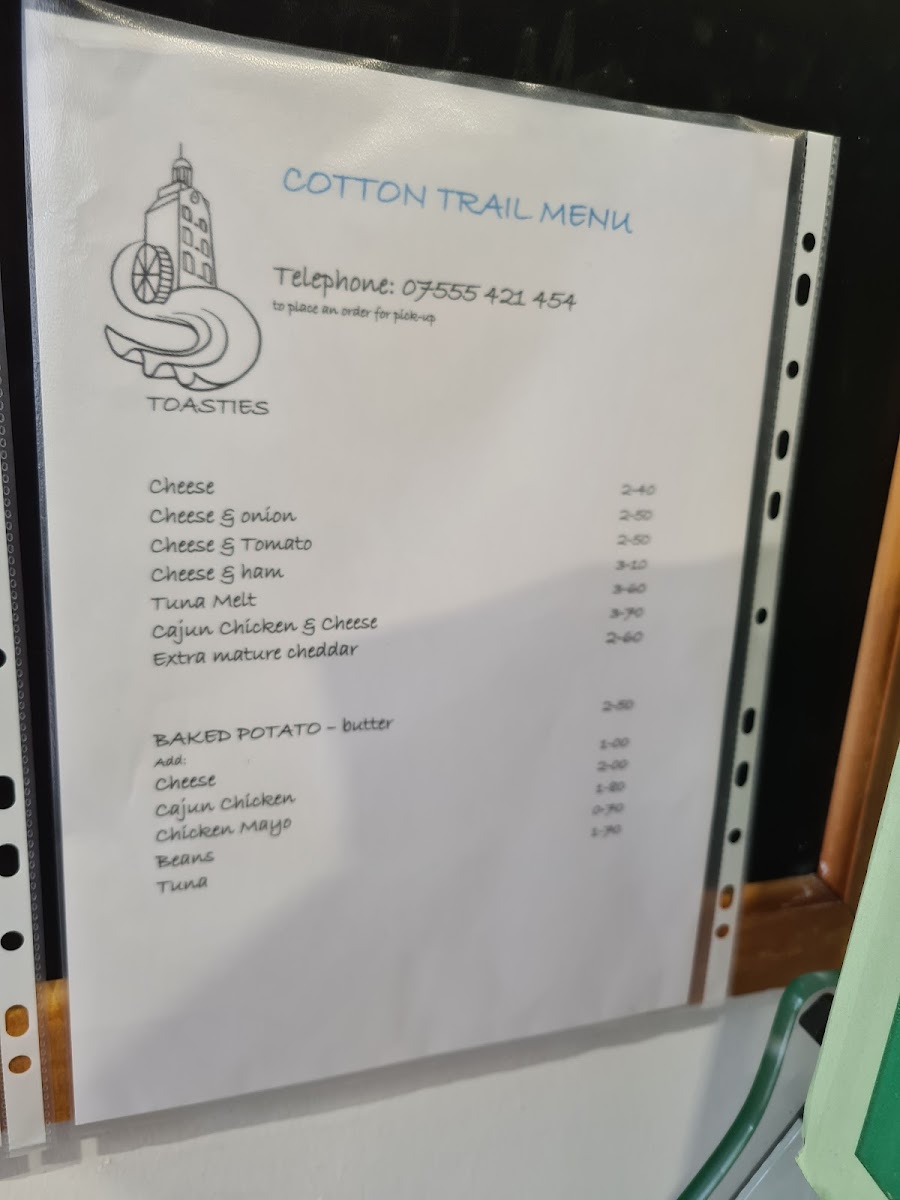 COTTON TRAIL MENU
Telephone: 07555 421 454
to place an order for pick-up
TOASTIES
Cheese 2-40
Cheese & onion 2-50
Cheese & Tomato 2-50
Cheese & ham 3-10
Tuna Melt 3-60
Cajun Chicken & Cheese 3-70
Extra mature cheddar 2-60
BAKED POTATO – butter 2-50
Add:
Cheese 1-00
Cajun Chicken 2-00
Chicken Mayo 1-80
Beans 0-70
Tuna 1-70